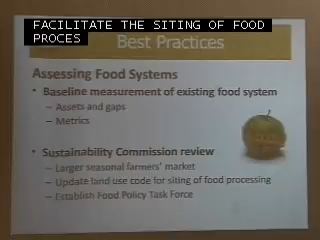 FACILITATE THE SITING OF FOOD
PROCES
Best Practices
Assessing Food Systems
• Baseline measurement of existing food system
– Assets and gaps
– Metrics
• Sustainability Commission review
– Larger seasonal farmers' market
– Update land use code for siting of food processing
– Establish Food Policy Task Force